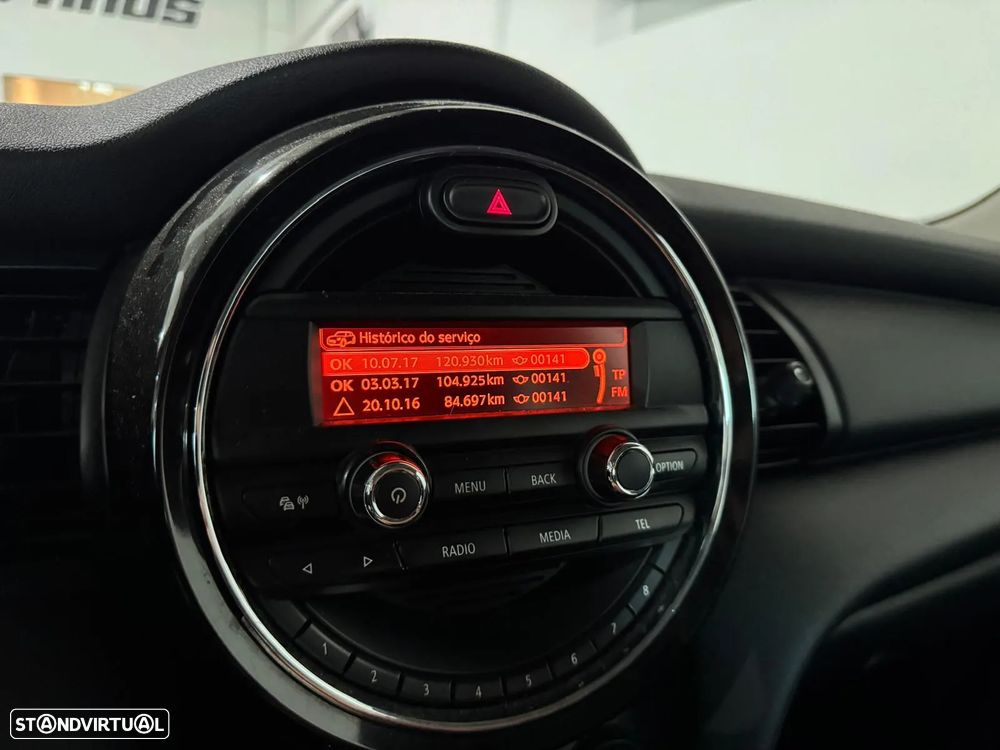 Histórico do serviço
OK 10.07.17 120.930km 00141
OK 03.03.17 104.925km 00141
20.10.16 84.697km 00141
TP
FM
MENU
BACK
OPTION
RADIO
MEDIA
TEL
1 2 3 4 5 6 7 8
STANDVIRTUAL